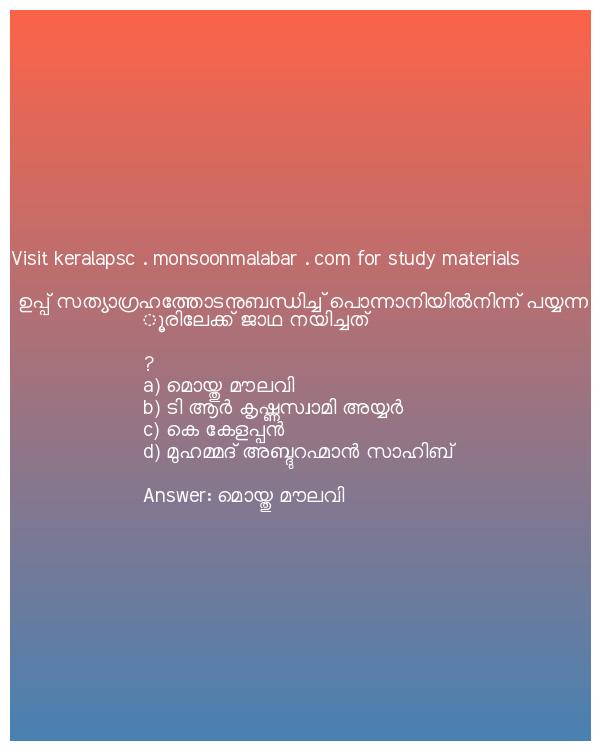 Visit keralapsc . monsoonmalabar . com for study materials
ഉപ്പ് സത്യാഗ്രഹത്തോടനുബന്ധിച്ച് പൊന്നാനിയിൽനിന്ന് പയ്യന്ന
ൂരിലേക്ക് ജാഥ നയിച്ചത്
?
a) മൊയ്തു മൗലവി
b) ടി ആർ കൃഷ്ണസ്വാമി അയ്യർ
c) കെ കേളപ്പൻ
d) മുഹമ്മദ് അബ്ദുറഹ്മാൻ സാഹിബ്
Answer: മൊയ്തു മൗലവി